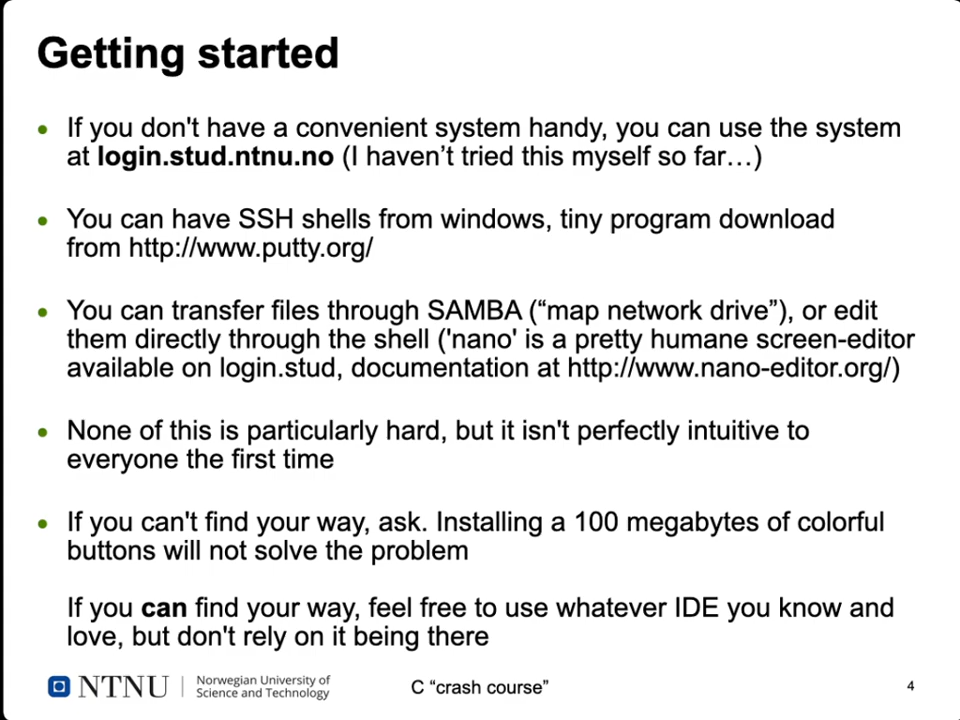 Getting started
If you don't have a convenient system handy, you can use the system
at login.stud.ntnu.no (I haven’t tried this myself so far…)
You can have SSH shells from windows, tiny program download
from http://www.putty.org/
You can transfer files through SAMBA (“map network drive”), or edit
them directly through the shell ('nano' is a pretty humane screen-editor
available on login.stud, documentation at http://www.nano-editor.org/)
None of this is particularly hard, but it isn't perfectly intuitive to
everyone the first time
If you can't find your way, ask. Installing a 100 megabytes of colorful
buttons will not solve the problem
If you can find your way, feel free to use whatever IDE you know and
love, but don't rely on it being there
NTNU
Norwegian University of
Science and Technology
C “crash course”
4